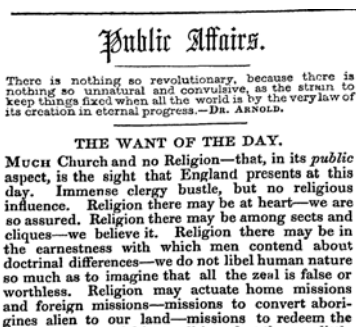 Public Affairs.
There is nothing so revolutionary, because there is
nothing so unnatural and convulsive, as the strain to
keep things fixed when all the world is by the very law of
its creation in eternal progress.—DR. ARNOLD.
THE WANT OF THE DAY.
MUCH Church and no Religion—that, in its public
aspect, is the sight that England presents at this
day. Immense clergy bustle, but no religious
influence. Religion there may be at heart—we are
so assured. Religion there may be among sects and
cliques—we believe it. Religion there may be in
the earnestness with which men contend about
doctrinal differences—we do not libel human nature
so much as to imagine that all the zeal is false or
worthless. Religion may actuate home missions
and foreign missions—missions to convert abori-
gines alien to our land—missions to redeem the